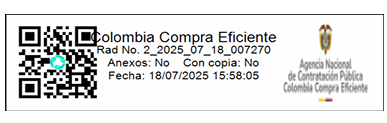 Colombia Compra Eficiente
Rad No. 2_2025_07_18_007270
Anexos: No Con copia: No
Fecha: 18/07/2025 15:58:05
Agencia Nacional
de Contratación Pública
Colombia Compra Eficiente